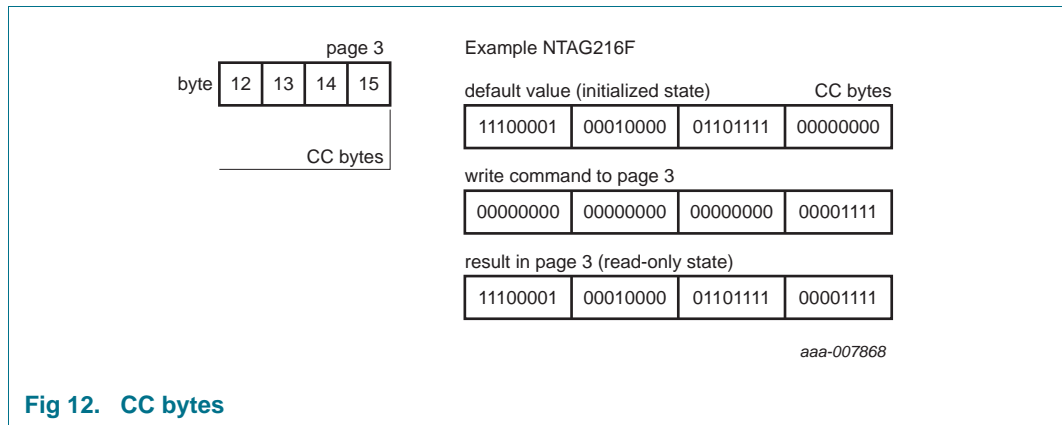 page 3
byte 12 13 14 15
CC bytes
Example NTAG216F
default value (initialized state) CC bytes
11100001 00010000 01101111 00000000
write command to page 3
00000000 00000000 00000000 00001111
result in page 3 (read-only state)
11100001 00010000 01101111 00001111
aaa-007868
Fig 12. CC bytes